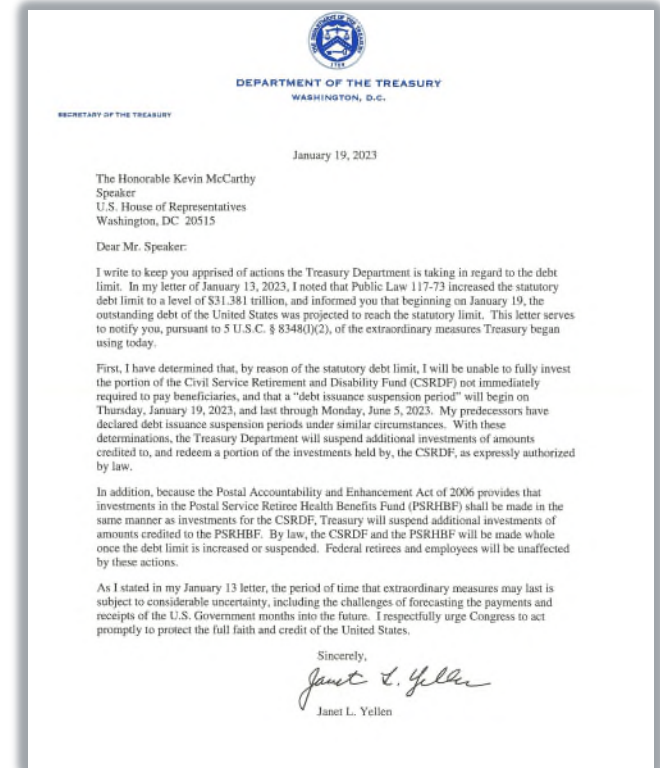 THE DEPARTMENT OF THE TREASURY
1789
DEPARTMENT OF THE TREASURY
WASHINGTON, D.C.
SECRETARY OF THE TREASURY
January 19, 2023
The Honorable Kevin McCarthy
Speaker
U.S. House of Representatives
Washington, DC 20515
Dear Mr. Speaker:
I write to keep you apprised of actions the Treasury Department is taking in regard to the debt
limit. In my letter of January 13, 2023, I noted that Public Law 117-73 increased the statutory
debt limit to a level of $31.381 trillion, and informed you that beginning on January 19, the
outstanding debt of the United States was projected to reach the statutory limit. This letter serves
to notify you, pursuant to 5 U.S.C. § 8348(l)(2), of the extraordinary measures Treasury began
using today.
First, I have determined that, by reason of the statutory debt limit, I will be unable to fully invest
the portion of the Civil Service Retirement and Disability Fund (CSRDF) not immediately
required to pay beneficiaries, and that a “debt issuance suspension period” will begin on
Thursday, January 19, 2023, and last through Monday, June 5, 2023. My predecessors have
declared debt issuance suspension periods under similar circumstances. With these
determinations, the Treasury Department will suspend additional investments of amounts
credited to, and redeem a portion of the investments held by, the CSRDF, as expressly authorized
by law.
In addition, because the Postal Accountability and Enhancement Act of 2006 provides that
investments in the Postal Service Retiree Health Benefits Fund (PSRHBF) shall be made in the
same manner as investments for the CSRDF, Treasury will suspend additional investments of
amounts credited to the PSRHBF. By law, the CSRDF and the PSRHBF will be made whole
once the debt limit is increased or suspended. Federal retirees and employees will be unaffected
by these actions.
As I stated in my January 13 letter, the period of time that extraordinary measures may last is
subject to considerable uncertainty, including the challenges of forecasting the payments and
receipts of the U.S. Government months into the future. I respectfully urge Congress to act
promptly to protect the full faith and credit of the United States.
Sincerely,
Janet L. Yellen
Janet L. Yellen